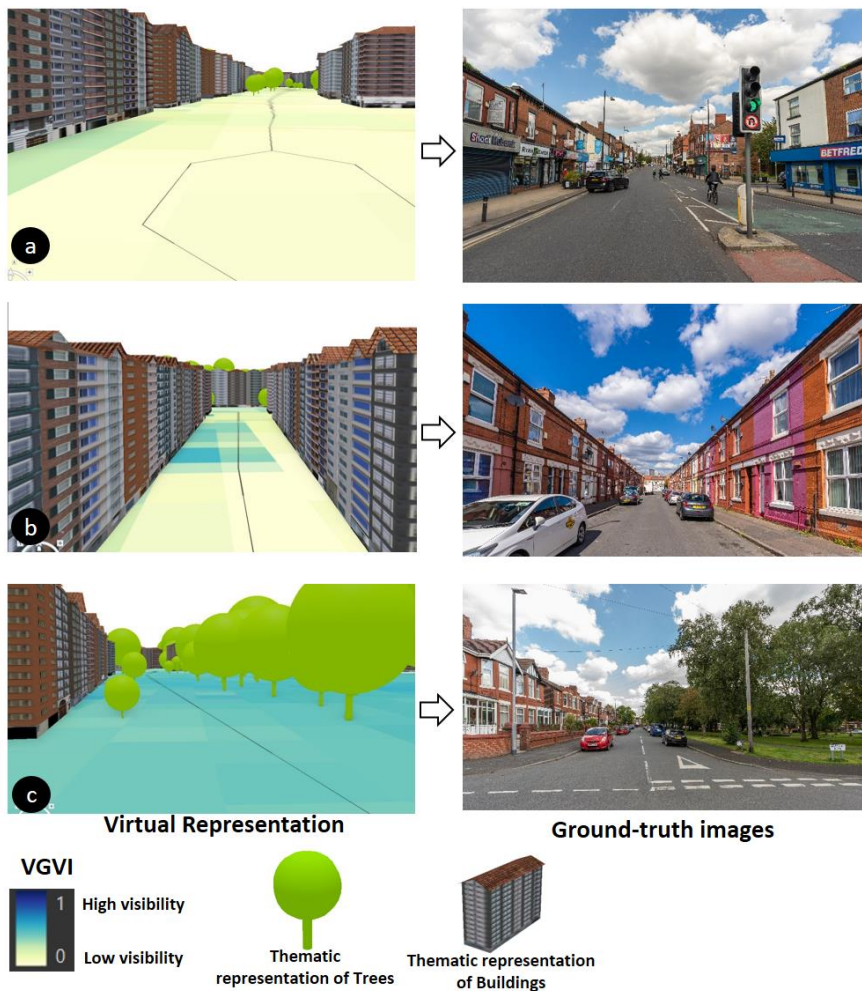 a
BETFRED
b
c
Virtual Representation
Ground-truth images
VGVI
1
High visibility
0
Low visibility
Thematic
representation of Trees
Thematic representation
of Buildings